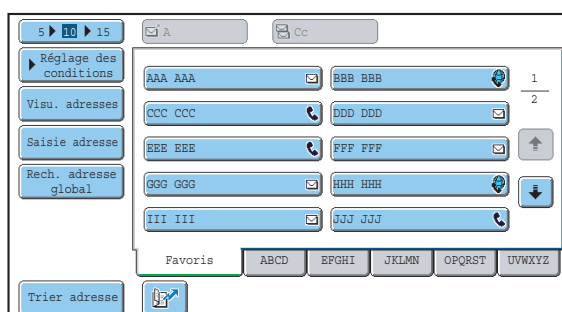 5 10 15
A
Cc
Réglage des
conditions
Visu. adresses
Saisie adresse
Rech. adresse
global
AAA AAA
BBB BBB
CCC CCC
DDD DDD
EEE EEE
FFF FFF
GGG GGG
HHH HHH
III III
JJJ JJJ
1
2
Favoris
ABCD
EFGHI
JKLMN
OPQRST
UVWXYZ
Trier adresse